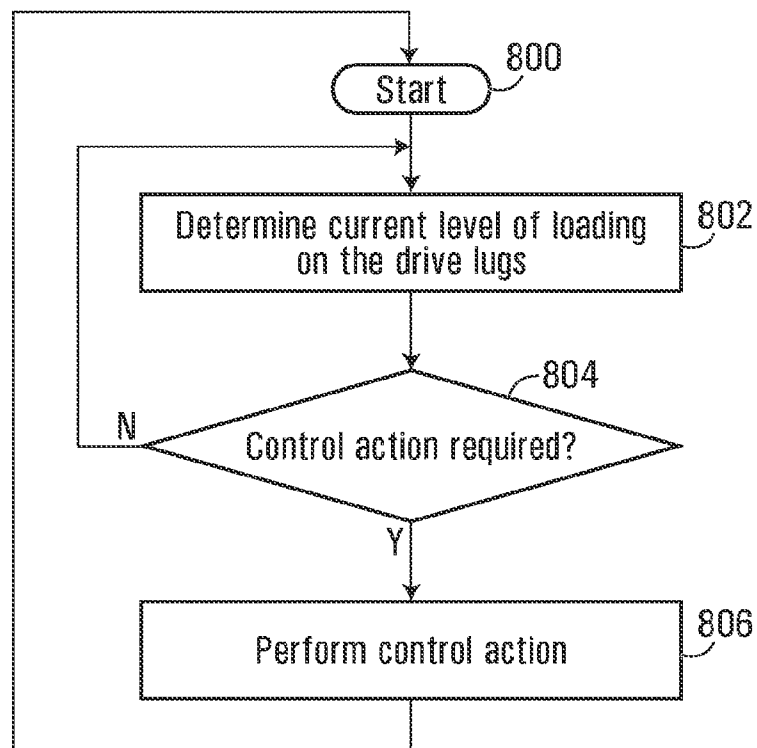 800
Start
Determine current level of loading
on the drive lugs
802
804
N
Control action required?
Y
Perform control action
806